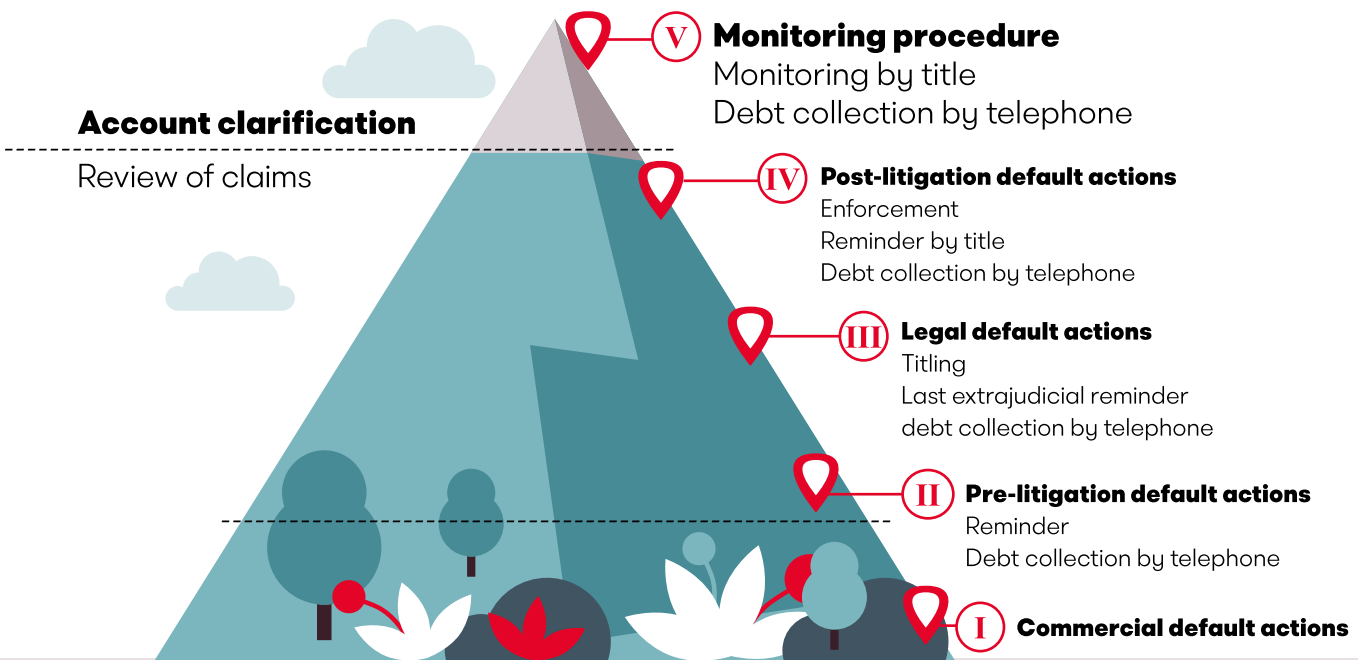 V
Monitoring procedure
Monitoring by title
Debt collection by telephone
Account clarification
Review of claims
IV
Post-litigation default actions
Enforcement
Reminder by title
Debt collection by telephone
III
Legal default actions
Titling
Last extrajudicial reminder
debt collection by telephone
II
Pre-litigation default actions
Reminder
Debt collection by telephone
I
Commercial default actions